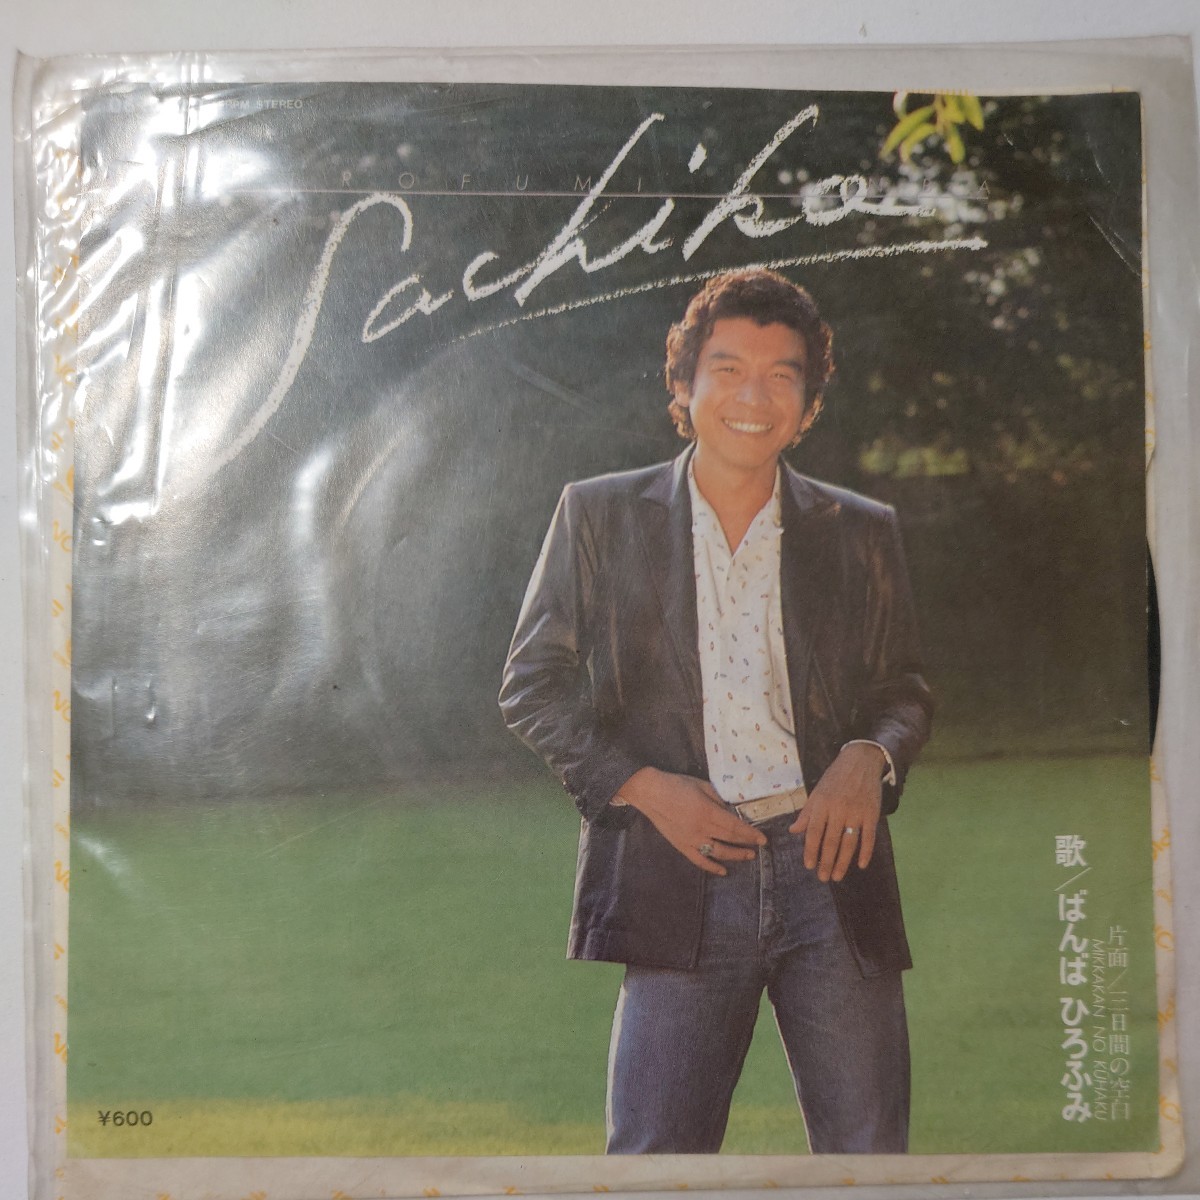 RPM STEREO
ROFUMI
Sachiko
歌/ばんば ひろふみ
片面/三日間の空白
MIKKAKAN NO KUHAKU
¥600